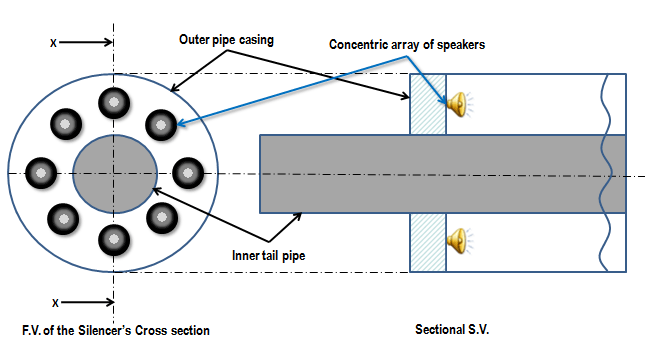 X
Outer pipe casing
Concentric array of speakers
Inner tail pipe
X
F.V. of the Silencer's Cross section
Sectional S.V.